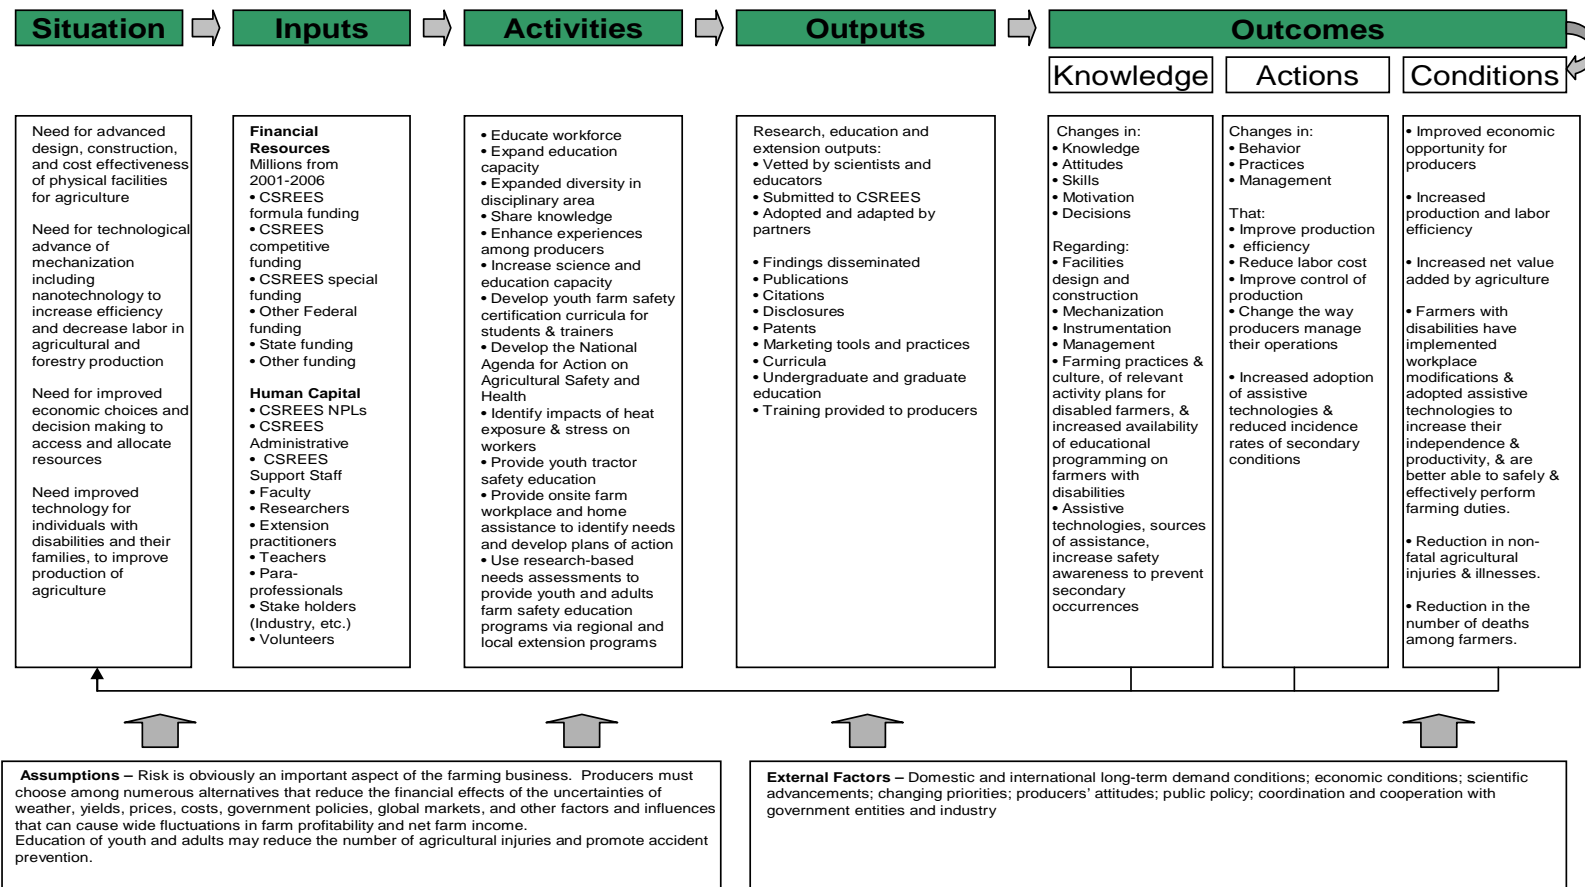 Situation
Inputs
Activities
Outputs
Outcomes
Knowledge
Actions
Conditions
Need for advanced
design, construction,
and cost effectiveness
of physical facilities
for agriculture
Need for technological
advance of
mechanization
including
nanotechnology to
increase efficiency
and decrease labor in
agricultural and
forestry production
Need for improved
economic choices and
decision making to
access and allocate
resources
Need improved
technology for
individuals with
disabilities and their
families, to improve
production of
agriculture
Financial
Resources
Millions from
2001-2006
• CSREES
formula funding
• CSREES
competitive
funding
• CSREES special
funding
• Other Federal
funding
• State funding
• Other funding
Human Capital
• CSREES NPLs
• CSREES
Administrative
• CSREES
Support Staff
• Faculty
• Researchers
• Extension
practitioners
• Teachers
• Para-
professionals
• Stake holders
(Industry, etc.)
• Volunteers
• Educate workforce
• Expand education
capacity
• Expanded diversity in
disciplinary area
• Share knowledge
• Enhance experiences
among producers
• Increase science and
education capacity
• Develop youth farm safety
certification curricula for
students & trainers
• Develop the National
Agenda for Action on
Agricultural Safety and
Health
• Identify impacts of heat
exposure & stress on
workers
• Provide youth tractor
safety education
• Provide onsite farm
workplace and home
assistance to identify needs
and develop plans of action
• Use research-based
needs assessments to
provide youth and adults
farm safety education
programs via regional and
local extension programs
Research, education and
extension outputs:
• Vetted by scientists and
educators
• Submitted to CSREES
• Adopted and adapted by
partners
• Findings disseminated
• Publications
• Citations
• Disclosures
• Patents
• Marketing tools and practices
• Curricula
• Undergraduate and graduate
education
• Training provided to producers
Changes in:
• Knowledge
• Attitudes
• Skills
• Motivation
• Decisions
Regarding:
• Facilities
design and
construction
• Mechanization
• Instrumentation
• Management
• Farming practices &
culture, of relevant
activity plans for
disabled farmers, &
increased availability
of educational
programming on
farmers with
disabilities
• Assistive
technologies, sources
of assistance,
increase safety
awareness to prevent
secondary
occurrences
Changes in:
• Behavior
• Practices
• Management
That:
• Improve production
• efficiency
• Reduce labor cost
• Improve control of
production
• Change the way
producers manage
their operations
• Increased adoption
of assistive
technologies &
reduced incidence
rates of secondary
conditions
• Improved economic
opportunity for
producers
• Increased
production and labor
efficiency
• Increased net value
added by agriculture
• Farmers with
disabilities have
implemented
workplace
modifications &
adopted assistive
technologies to
increase their
independence &
productivity, & are
better able to safely &
effectively perform
farming duties.
• Reduction in non-
fatal agricultural
injuries & illnesses.
• Reduction in the
number of deaths
among farmers.
Assumptions – Risk is obviously an important aspect of the farming business. Producers must
choose among numerous alternatives that reduce the financial effects of the uncertainties of
weather, yields, prices, costs, government policies, global markets, and other factors and influences
that can cause wide fluctuations in farm profitability and net farm income.
Education of youth and adults may reduce the number of agricultural injuries and promote accident
prevention.
External Factors – Domestic and international long-term demand conditions; economic conditions; scientific
advancements; changing priorities; producers' attitudes; public policy; coordination and cooperation with
government entities and industry